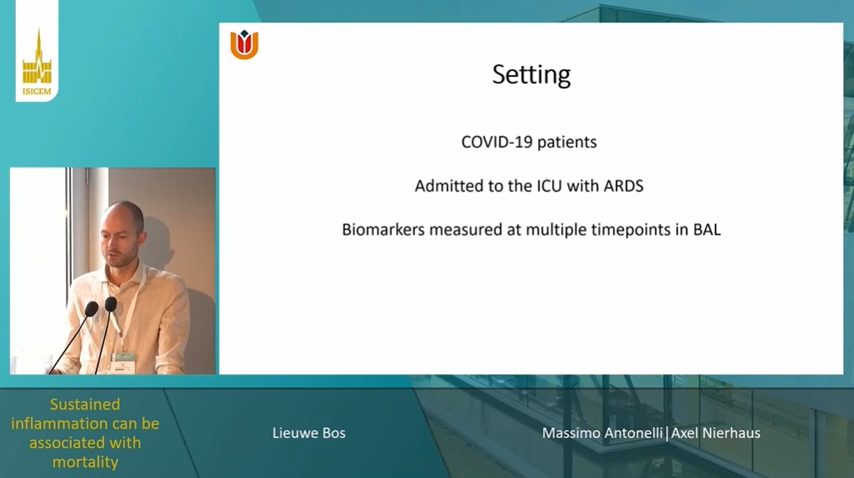 ISICEM
Setting
COVID-19 patients
Admitted to the ICU with ARDS
Biomarkers measured at multiple timepoints in BAL
Sustained
inflammation can be
associated with
mortality
Lieuwe Bos
Massimo Antonelli|Axel Nierhaus